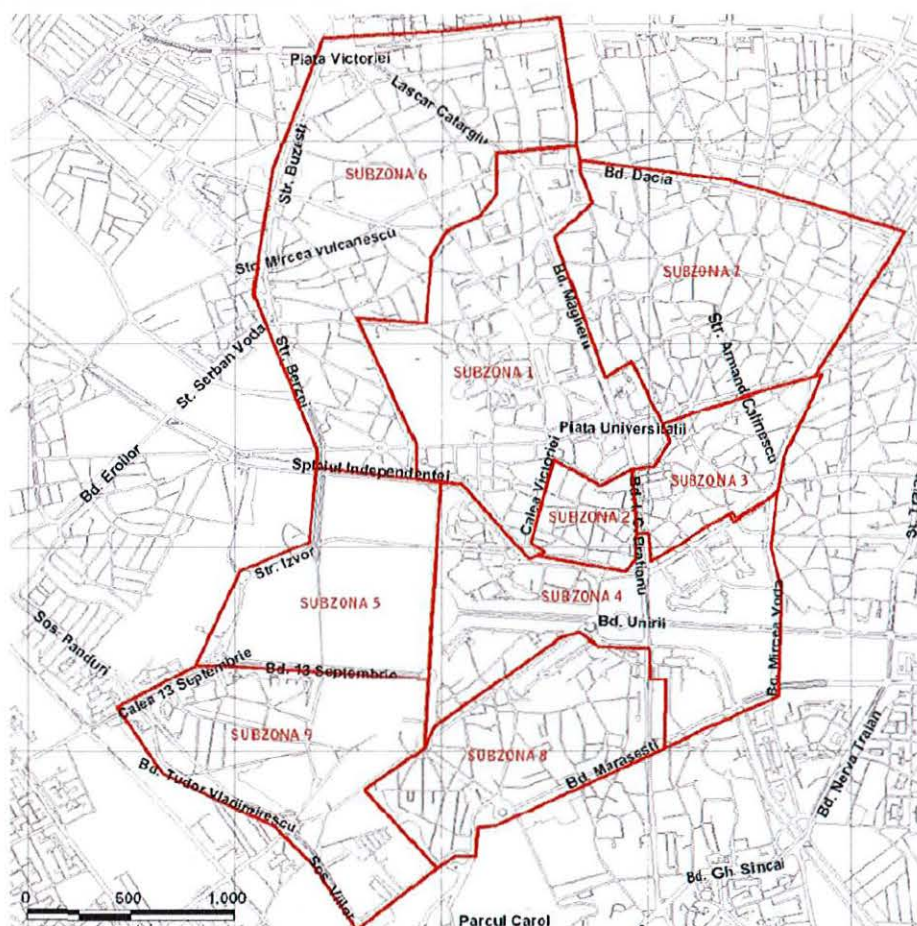 Piata Victoriei
Lascar Catargiu
Str. Buzesti
SUBZONA 6
Bd. Dacia
Str. Mircea Vulcanescu
Bd. Magheru
SUBZONA 7
St. Serban Voda
Str. Berzei
Str. Armand Calinescu
SUBZONA 1
Piata Universitatii
Bd. Eroilor
Splaiul Independentei
Calea Victoriei
SUBZONA 3
SUBZONA 2
Bd. I. C. Bratianu
Str. Izvor
SUBZONA 5
SUBZONA 4
Bd. Unirii
Bd. Mircea Voda
Sos. Panduri
Calea 13 Septembrie
Bd. 13 Septembrie
SUBZONA 9
SUBZONA 8
Bd. Marasesti
Bd. Tudor Vladimirescu
Bd. Nerva Traian
Sos. Viilor
Bd. Gh. Sincai
0 500 1.000
Parcul Carol